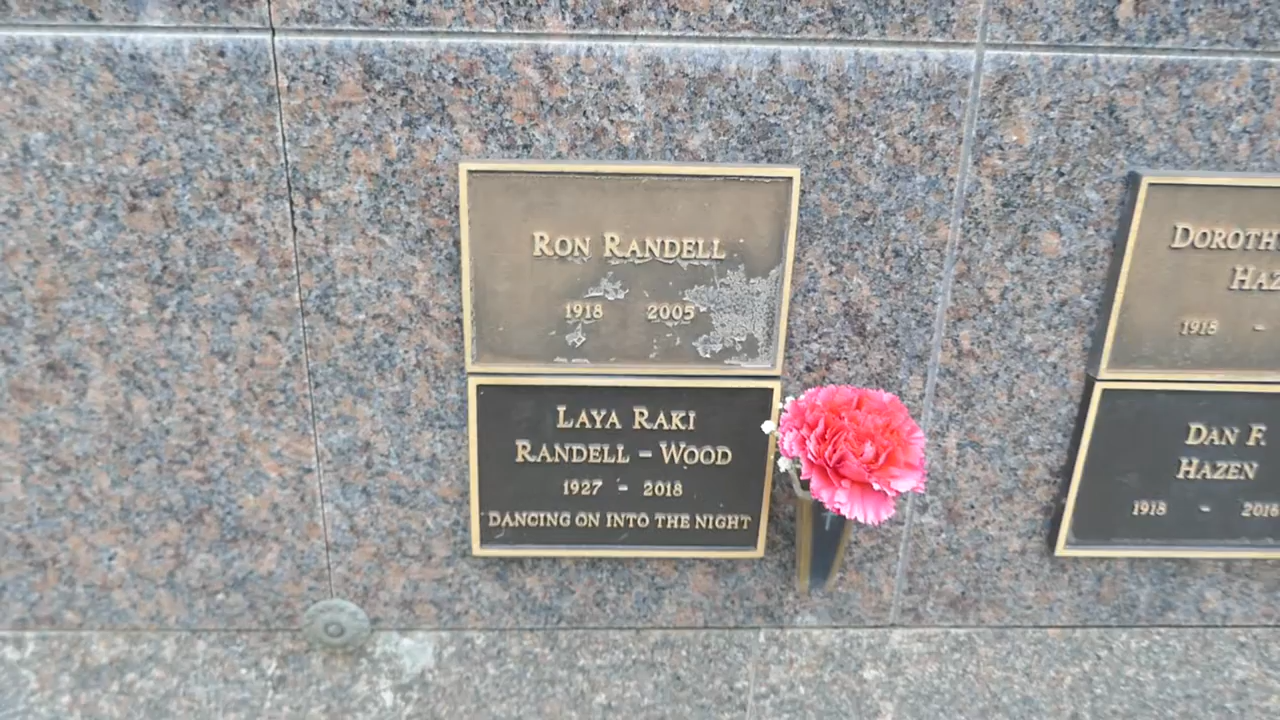 RON RANDELL
1918 2005
LAYA RAKI
RANDELL - WOOD
1927 - 2018
DANCING ON INTO THE NIGHT
1918 -
DAN F.
HAZEN
1918 - 2016